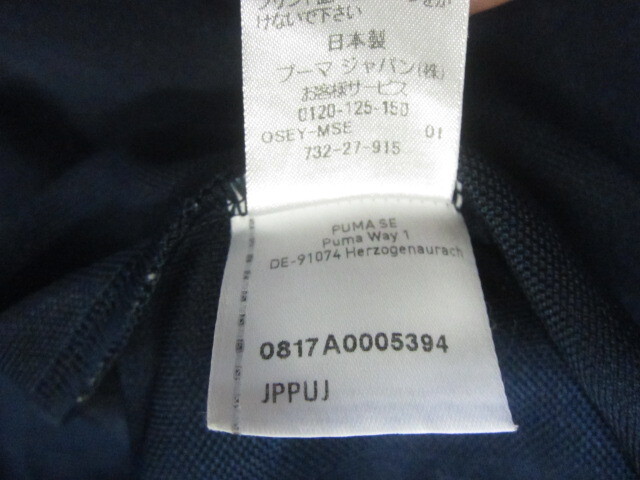 けないで下さい
日本製
プーマ ジャパン(株)
お客様サービス
0120-125-150
OSEY-MSE 01
732-27-915
PUMA SE
Puma Way 1
DE-91074 Herzogenaurach
0817A0005394
JPPUJ